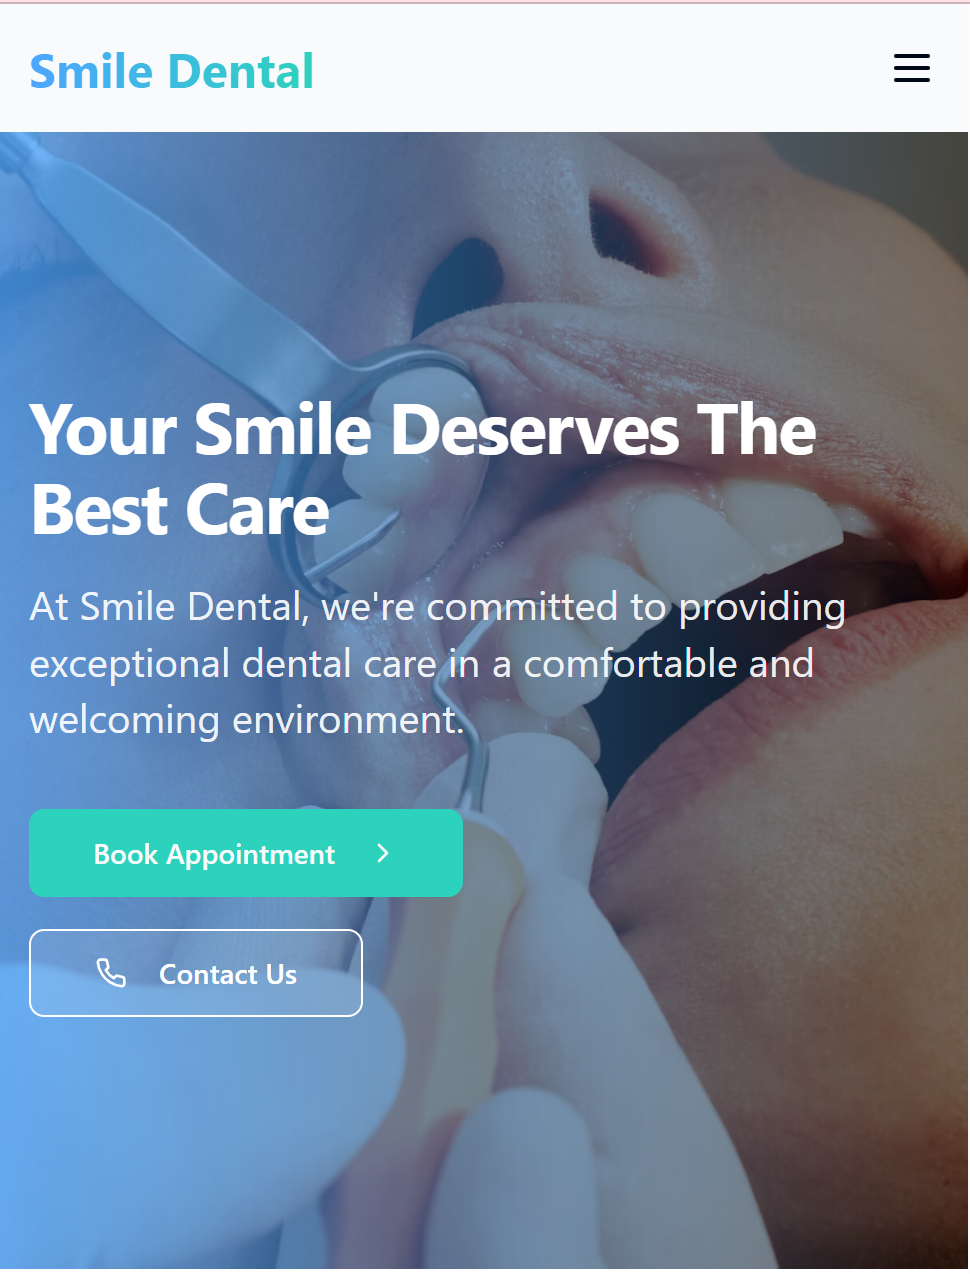 Smile Dental
Your Smile Deserves The
Best Care
At Smile Dental, we're committed to providing
exceptional dental care in a comfortable and
welcoming environment.
Book Appointment
Contact Us